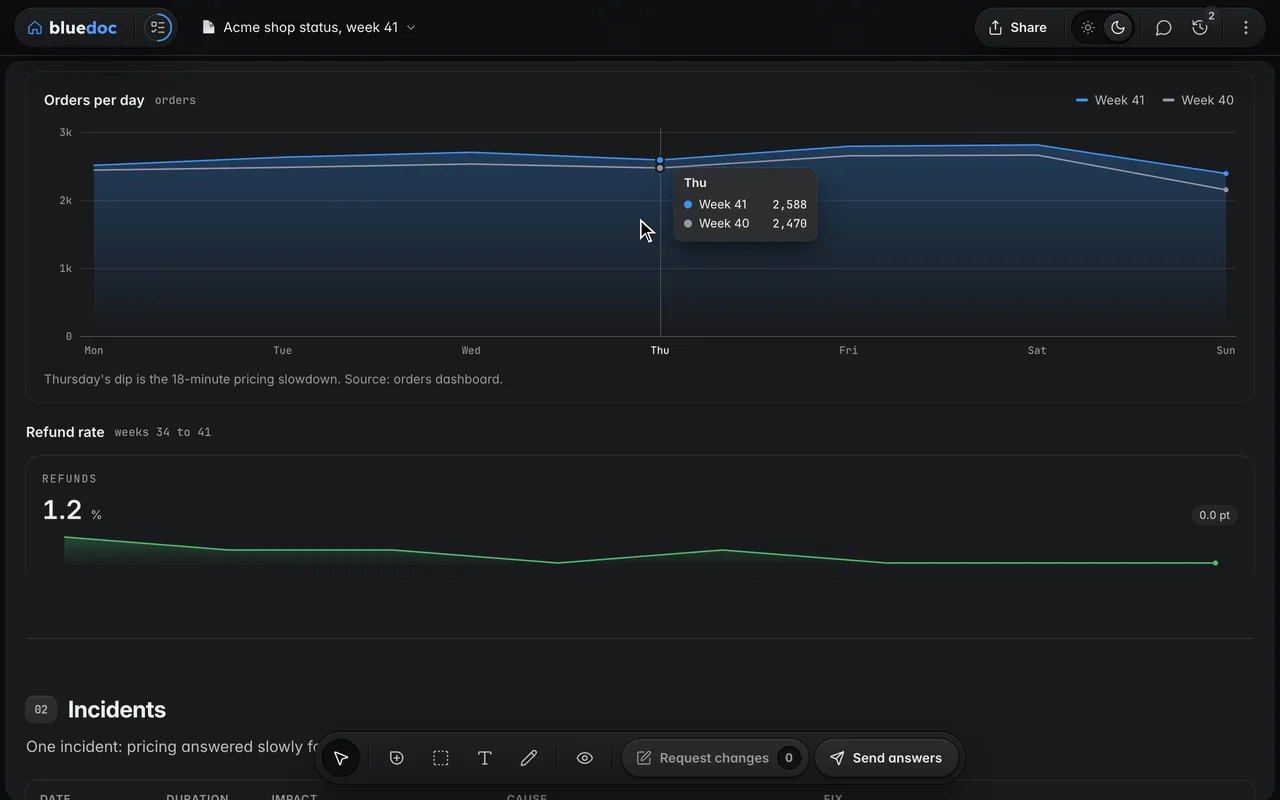 bluedoc
Acme shop status, week 41
Share
2
Orders per day orders
Week 41
Week 40
3k
2k
1k
0
Thu
Week 41 2,588
Week 40 2,470
Mon Tue Wed Thu Fri Sat Sun
Thursday's dip is the 18-minute pricing slowdown. Source: orders dashboard.
Refund rate weeks 34 to 41
REFUNDS
1.2 %
0.0 pt
02 Incidents
One incident: pricing answered slowly
Request changes 0
Send answers
DATE DURATION IMPACT CAUSE FIX